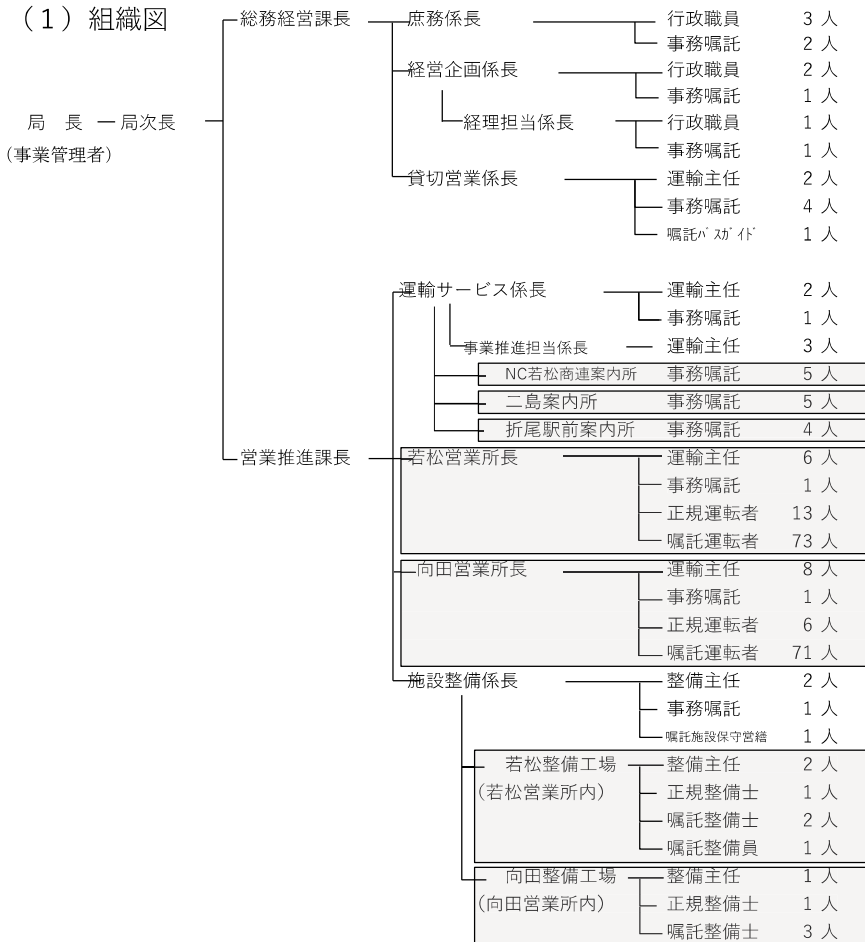 (1) 組織図
総務経営課長 庶務係長 行政職員 3 人
事務嘱託 2 人
経営企画係長 行政職員 2 人
事務嘱託 1 人
局 長 局次長 経理担当係長 行政職員 1 人
(事業管理者) 事務嘱託 1 人
貸切営業係長 運輸主任 2 人
事務嘱託 4 人
嘱託バスガイド 1 人
運輸サービス係長 運輸主任 2 人
事務嘱託 1 人
事業推進担当係長 運輸主任 3 人
NC若松商連案内所 事務嘱託 5 人
二島案内所 事務嘱託 5 人
折尾駅前案内所 事務嘱託 4 人
営業推進課長 若松営業所長 運輸主任 6 人
事務嘱託 1 人
正規運転者 13 人
嘱託運転者 73 人
向田営業所長 運輸主任 8 人
事務嘱託 1 人
正規運転者 6 人
嘱託運転者 71 人
施設整備係長 整備主任 2 人
事務嘱託 1 人
嘱託施設保守営繕 1 人
若松整備工場 整備主任 2 人
(若松営業所内) 正規整備士 1 人
嘱託整備士 2 人
嘱託整備員 1 人
向田整備工場 整備主任 1 人
(向田営業所内) 正規整備士 1 人
嘱託整備士 3 人